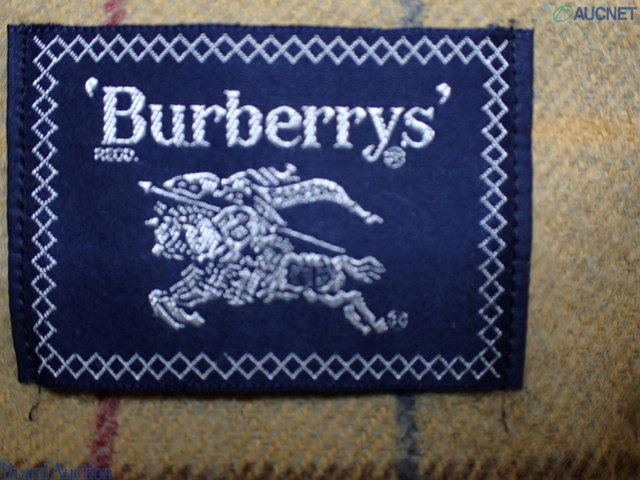 AUCNET
'Burberrys'
REGD.
Brand Auction